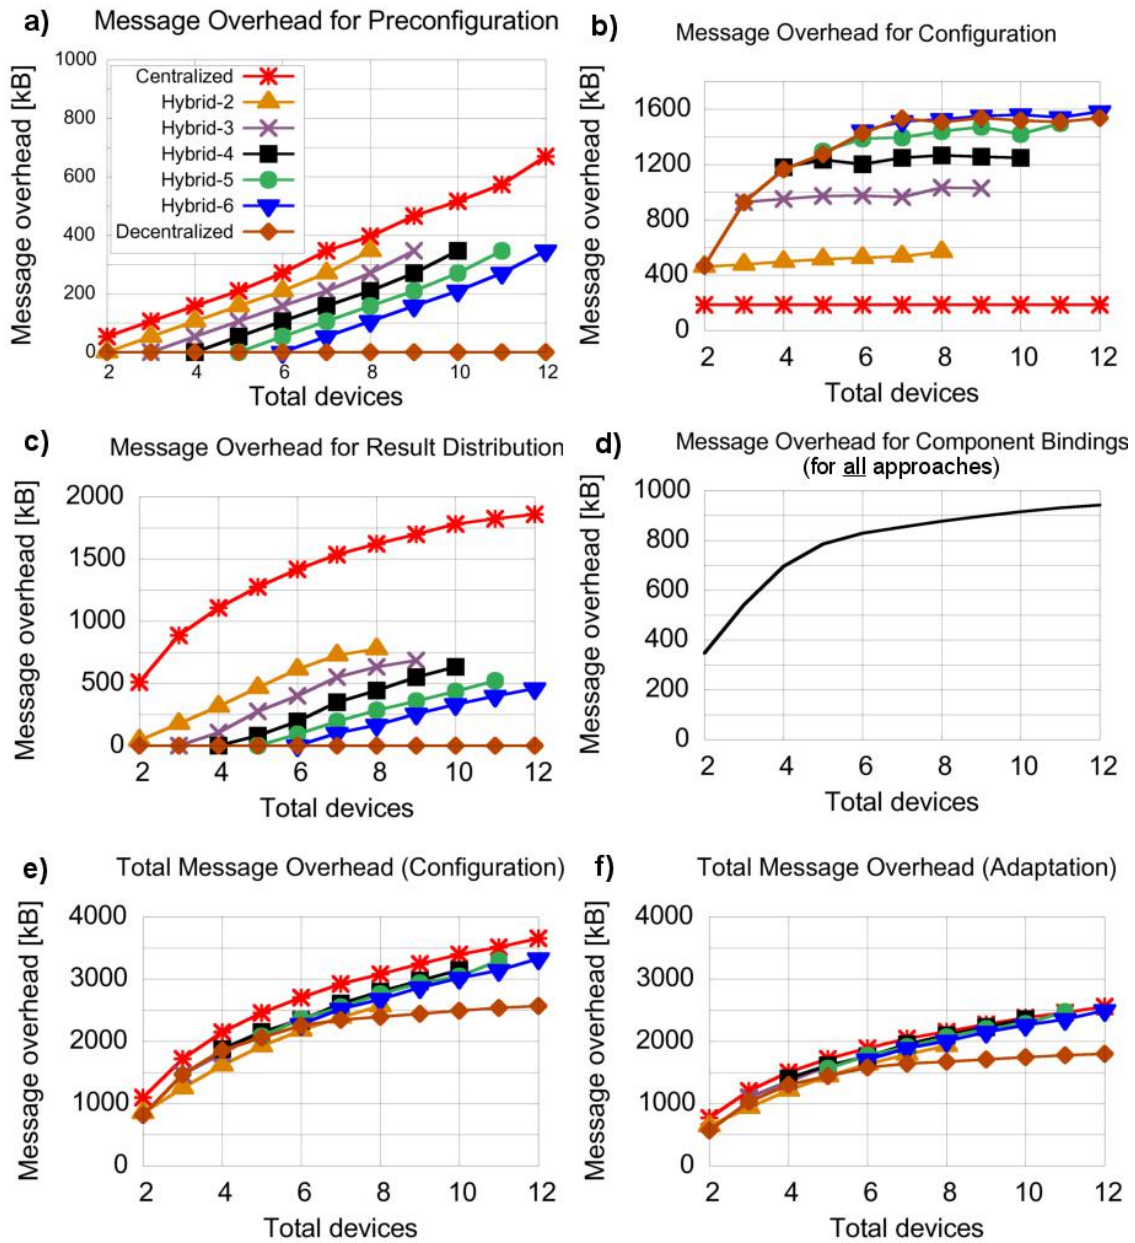 a) Message Overhead for Preconfiguration
Message overhead [kB]
1000
800
600
400
200
0
Centralized
Hybrid-2
Hybrid-3
Hybrid-4
Hybrid-5
Hybrid-6
Decentralized
2 4 6 8 10 12
Total devices
b) Message Overhead for Configuration
Message overhead [kB]
1600
1200
800
400
0
2 4 6 8 10 12
Total devices
c) Message Overhead for Result Distribution
Message overhead [kB]
2000
1500
1000
500
0
2 4 6 8 10 12
Total devices
d) Message Overhead for Component Bindings
(for all approaches)
Message overhead [kB]
1000
800
600
400
200
0
2 4 6 8 10 12
Total devices
e) Total Message Overhead (Configuration)
Message overhead [kB]
4000
3000
2000
1000
0
2 4 6 8 10 12
Total devices
f) Total Message Overhead (Adaptation)
Message overhead [kB]
4000
3000
2000
1000
0
2 4 6 8 10 12
Total devices